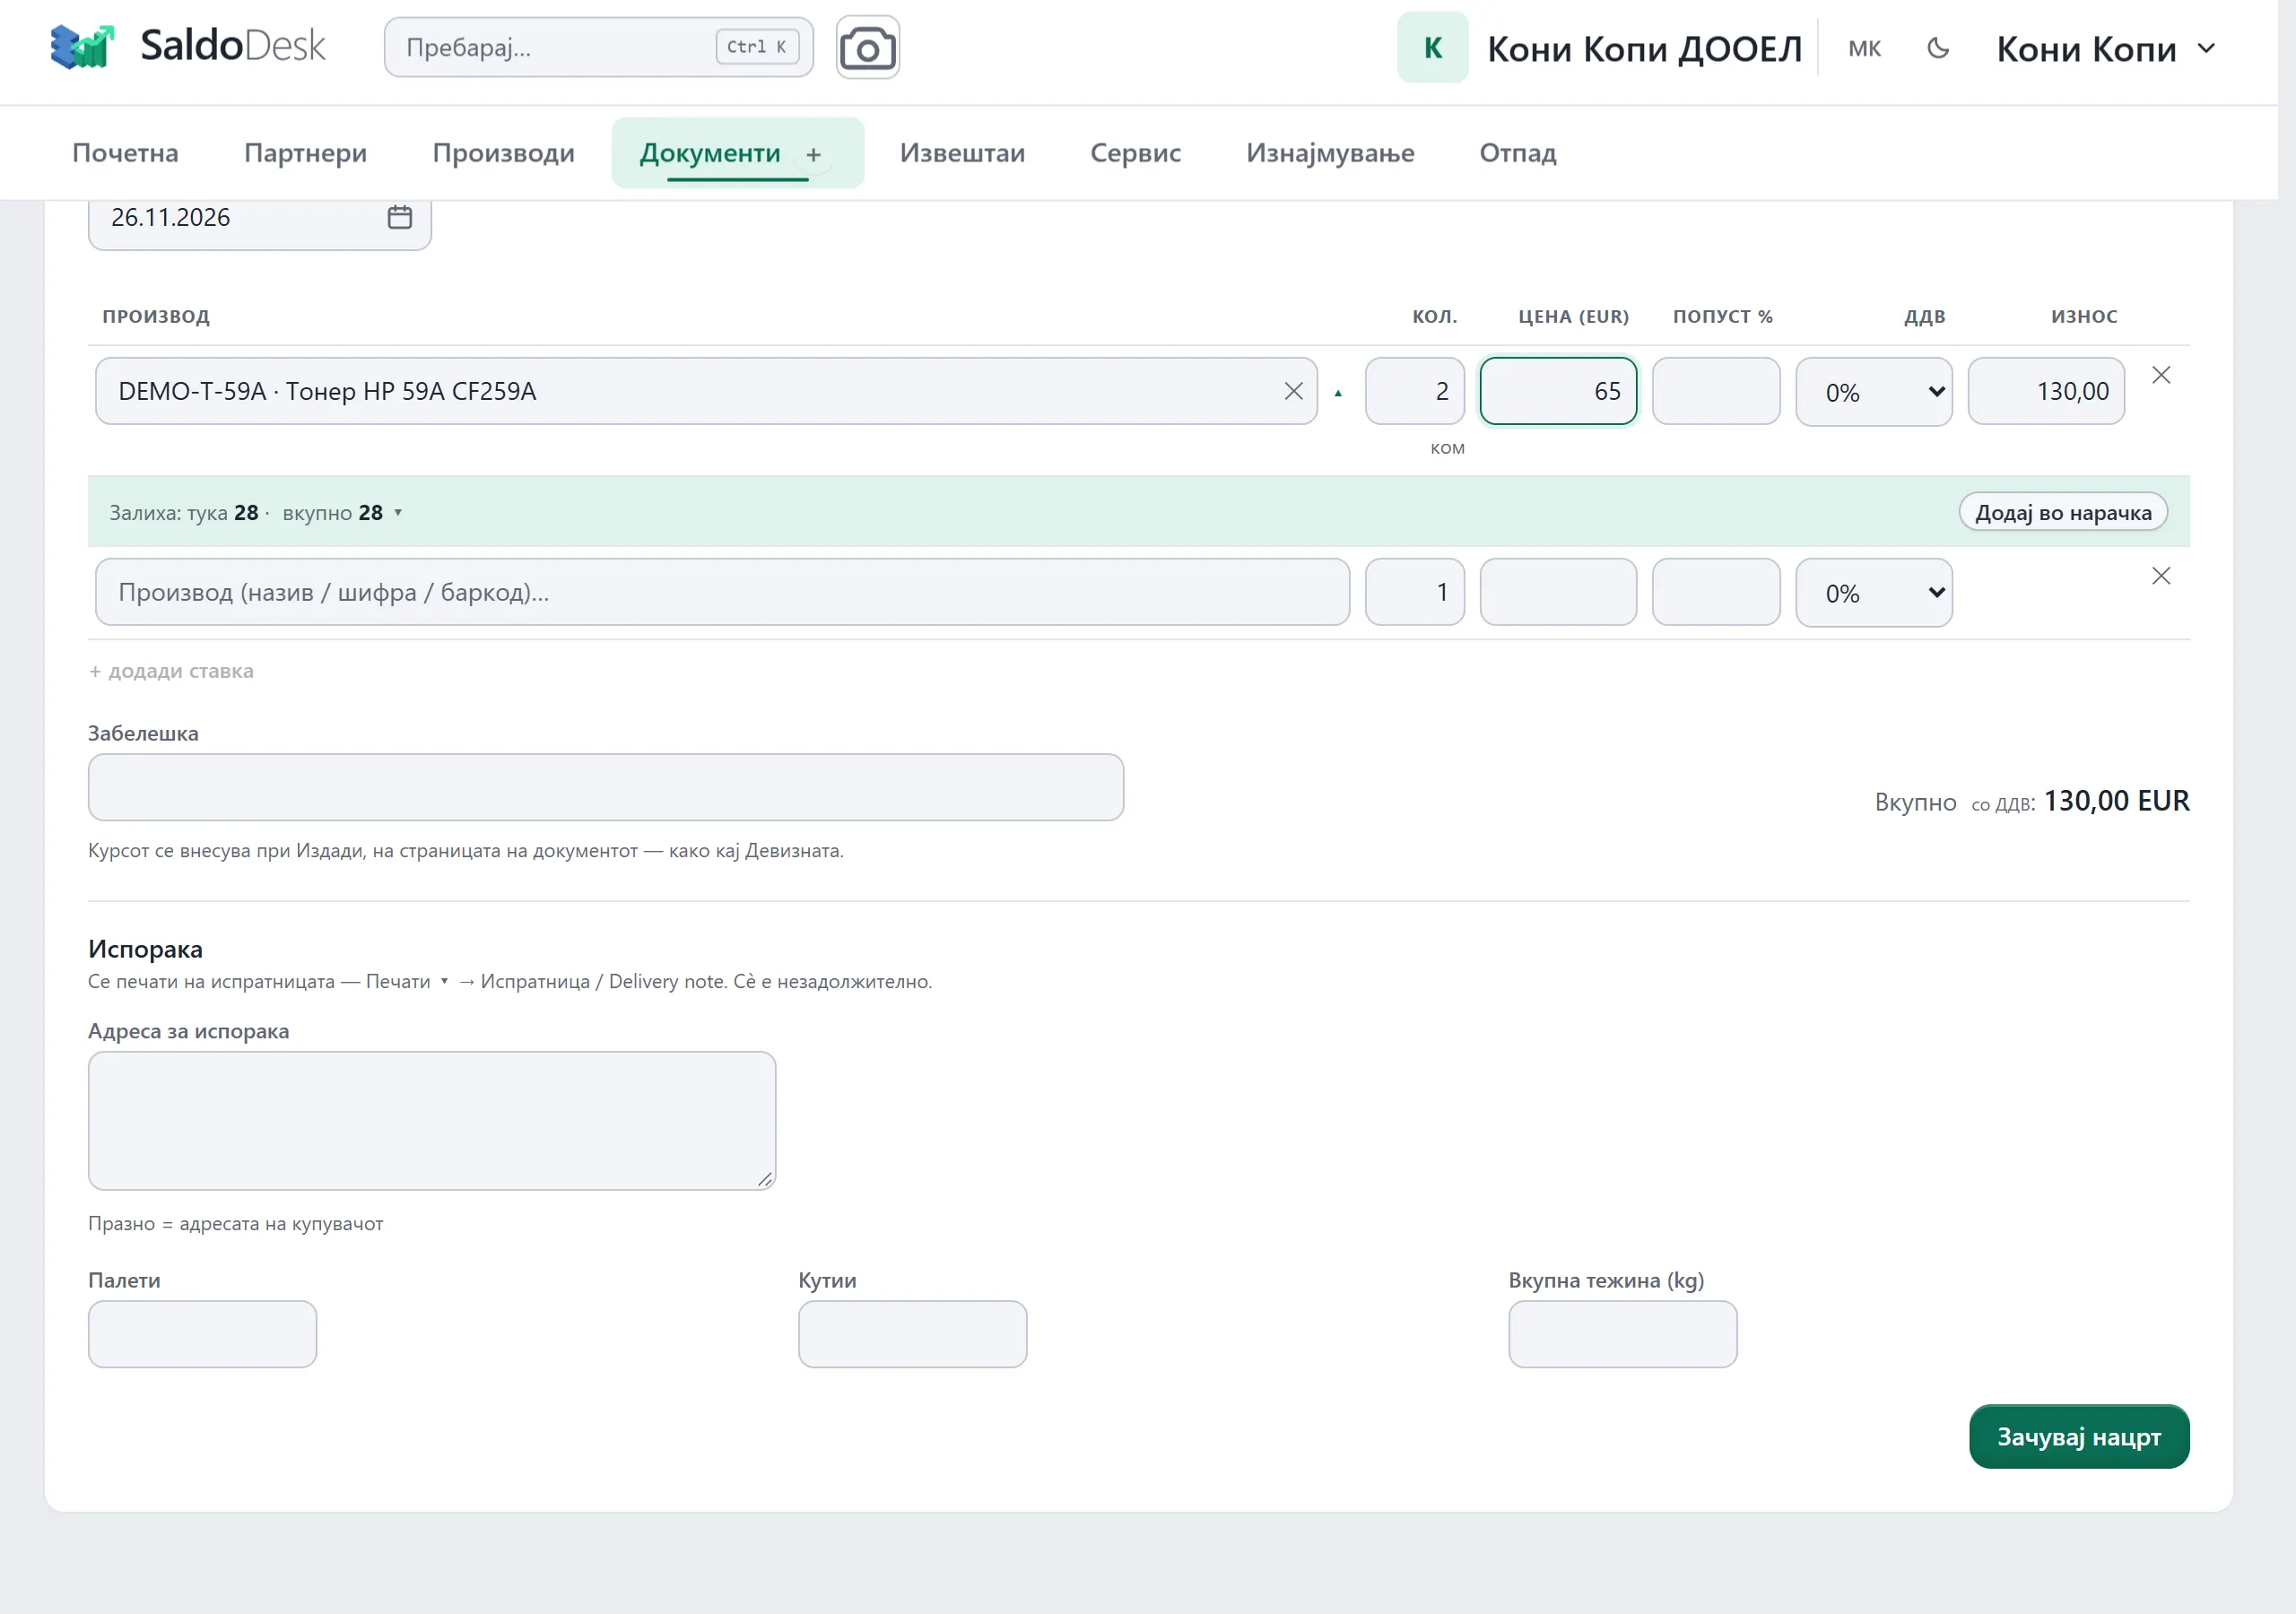 SaldoDesk
Пребарај... Ctrl K
К Кони Копи ДООЕЛ МК Кони Копи
Почетна Партнери Производи Документи + Извештаи Сервис Изнајмување Отпад
26.11.2026
ПРОИЗВОД КОЛ. ЦЕНА (EUR) ПОПУСТ % ДДВ ИЗНОС
DEMO-T-59A · Тонер HP 59A CF259A 2 65 0% 130,00
ком
Залиха: тука 28 · вкупно 28 Додај во нарачка
Производ (назив / шифра / баркод)... 1 0%
+ додади ставка
Забелешка
Вкупно со ДДВ: 130,00 EUR
Курсот се внесува при Издади, на страницата на документот — како кај Девизната.
Испорака
Се печати на испратницата — Печати ▾ → Испратница / Delivery note. Сѐ е незадолжително.
Адреса за испорака
Празно = адресата на купувачот
Палети Кутии Вкупна тежина (kg)
Зачувај нацрт